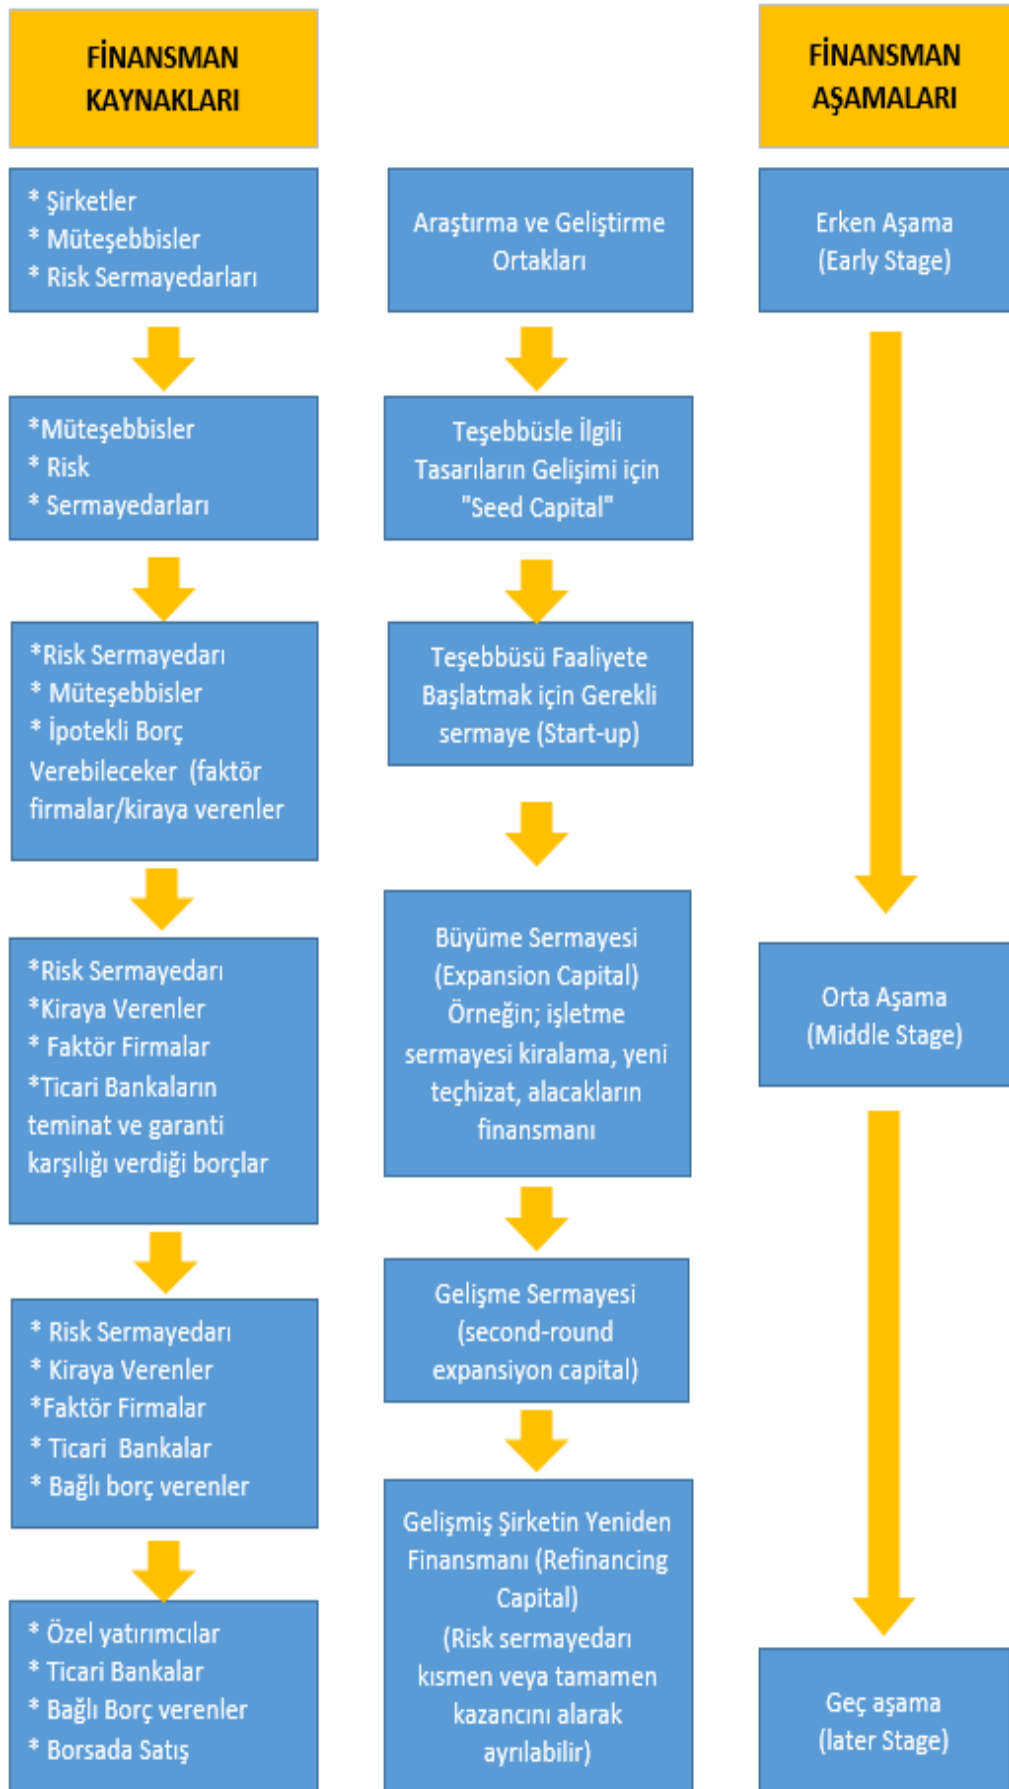 FİNANSMAN
KAYNAKLARI
FİNANSMAN
AŞAMALARI
* Şirketler
* Müteşebbisler
* Risk Sermayedarları
Araştırma ve Geliştirme
Ortakları
Erken Aşama
(Early Stage)
*Müteşebbisler
* Risk
* Sermayedarları
Teşebbüsle İlgili
Tasarıların Gelişimi için
"Seed Capital"
*Risk Sermayedarı
* Müteşebbisler
* İpotekli Borç
Verebileceker (faktör
firmalar/kiraya verenler
Teşebbüsü Faaliyete
Başlatmak için Gerekli
sermaye (Start-up)
*Risk Sermayedarı
*Kiraya Verenler
* Faktör Firmalar
*Ticari Bankaların
teminat ve garanti
karşılığı verdiği borçlar
Büyüme Sermayesi
(Expansion Capital)
Örneğin; işletme
sermayesi kiralama, yeni
teçhizat, alacakların
finansmanı
Orta Aşama
(Middle Stage)
* Risk Sermayedarı
* Kiraya Verenler
*Faktör Firmalar
* Ticari Bankalar
* Bağlı borç verenler
Gelişme Sermayesi
(second-round
expansiyon capital)
* Özel yatırımcılar
* Ticari Bankalar
* Bağlı Borç verenler
* Borsada Satış
Gelişmiş Şirketin Yeniden
Finansmanı (Refinancing
Capital)
(Risk sermayedarı
kısmen veya tamamen
kazancını alarak
ayrılabilir)
Geç aşama
(later Stage)